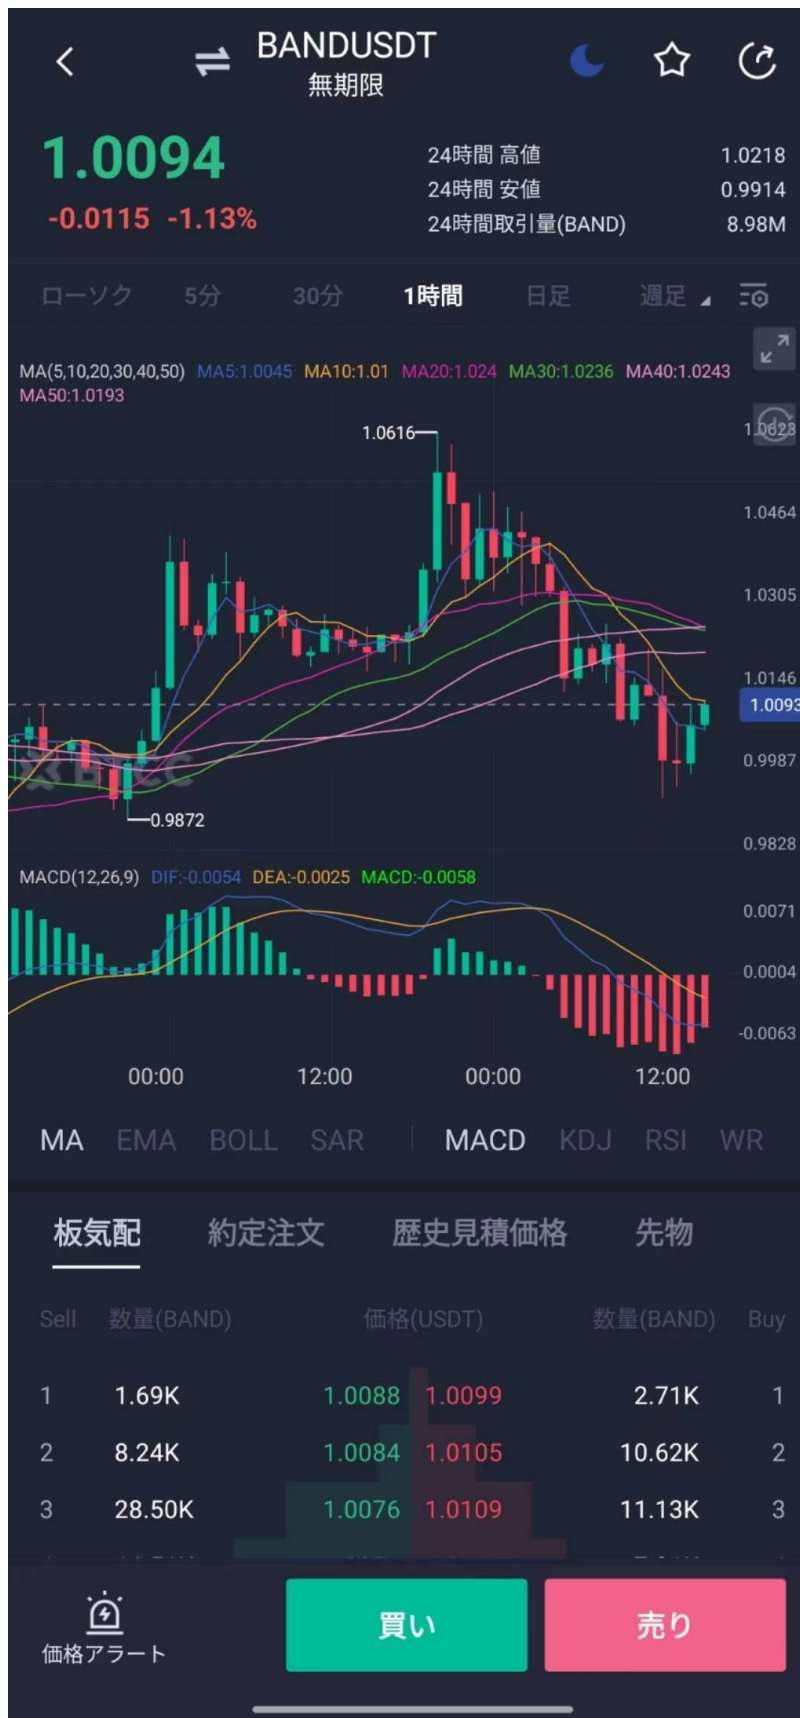 BANDUSDT
無期限
1.0094
-0.0115 -1.13%
24時間 高値 1.0218
24時間 安値 0.9914
24時間取引量(BAND) 8.98M
ローソク 5分 30分 1時間 日足 週足
MA(5,10,20,30,40,50) MA5:1.0045 MA10:1.01 MA20:1.024 MA30:1.0236 MA40:1.0243
MA50:1.0193
1.0616
1.0623
1.0464
1.0305
1.0146
1.0093
0.9987
BTCC
0.9872
0.9828
MACD(12,26,9) DIF:-0.0054 DEA:-0.0025 MACD:-0.0058
0.0071
0.0004
-0.0063
00:00 12:00 00:00 12:00
MA EMA BOLL SAR MACD KDJ RSI WR
板気配 約定注文 歴史見積価格 先物
Sell 数量(BAND) 価格(USDT) 数量(BAND) Buy
1 1.69K 1.0088 1.0099 2.71K 1
2 8.24K 1.0084 1.0105 10.62K 2
3 28.50K 1.0076 1.0109 11.13K 3
価格アラート 買い 売り